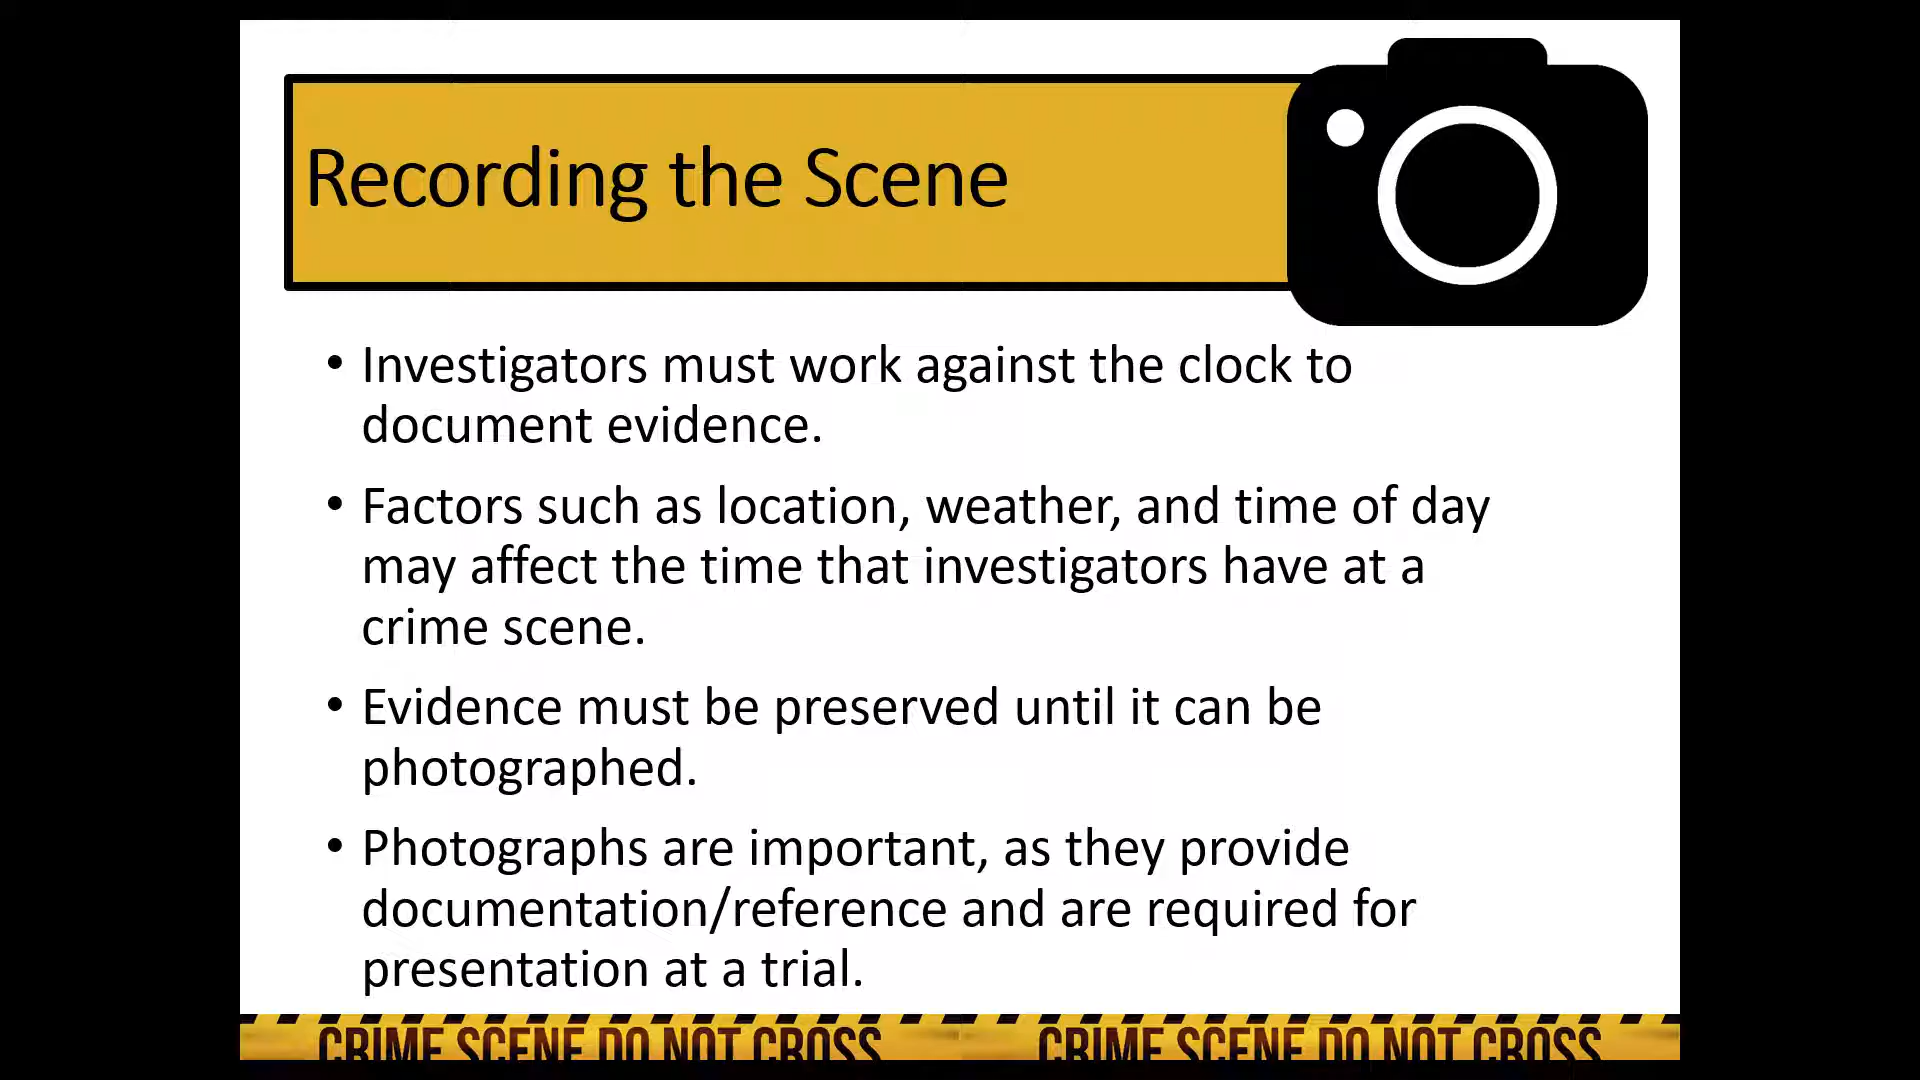 Recording the Scene
• Investigators must work against the clock to
document evidence.
• Factors such as location, weather, and time of day
may affect the time that investigators have at a
crime scene.
• Evidence must be preserved until it can be
photographed.
• Photographs are important, as they provide
documentation/reference and are required for
presentation at a trial.
CRIME SCENE DO NOT CROSS CRIME SCENE DO NOT CROSS